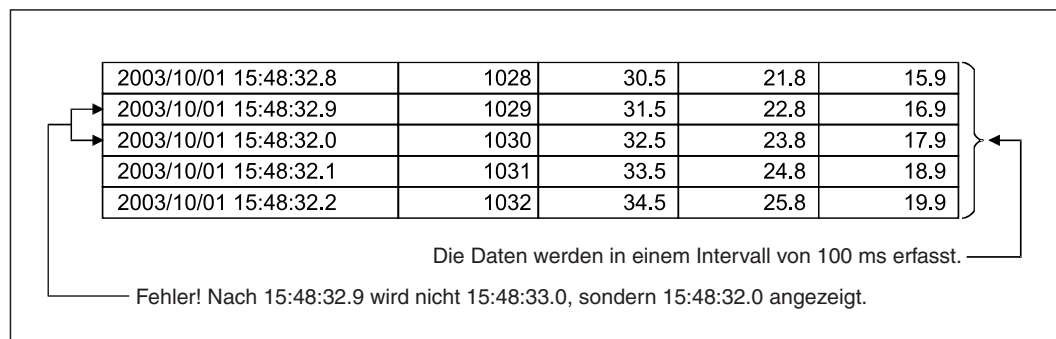 2003/10/01 15:48:32.8 1028 30.5 21.8 15.9
2003/10/01 15:48:32.9 1029 31.5 22.8 16.9
2003/10/01 15:48:32.0 1030 32.5 23.8 17.9
2003/10/01 15:48:32.1 1031 33.5 24.8 18.9
2003/10/01 15:48:32.2 1032 34.5 25.8 19.9
Die Daten werden in einem Intervall von 100 ms erfasst.
Fehler! Nach 15:48:32.9 wird nicht 15:48:33.0, sondern 15:48:32.0 angezeigt.